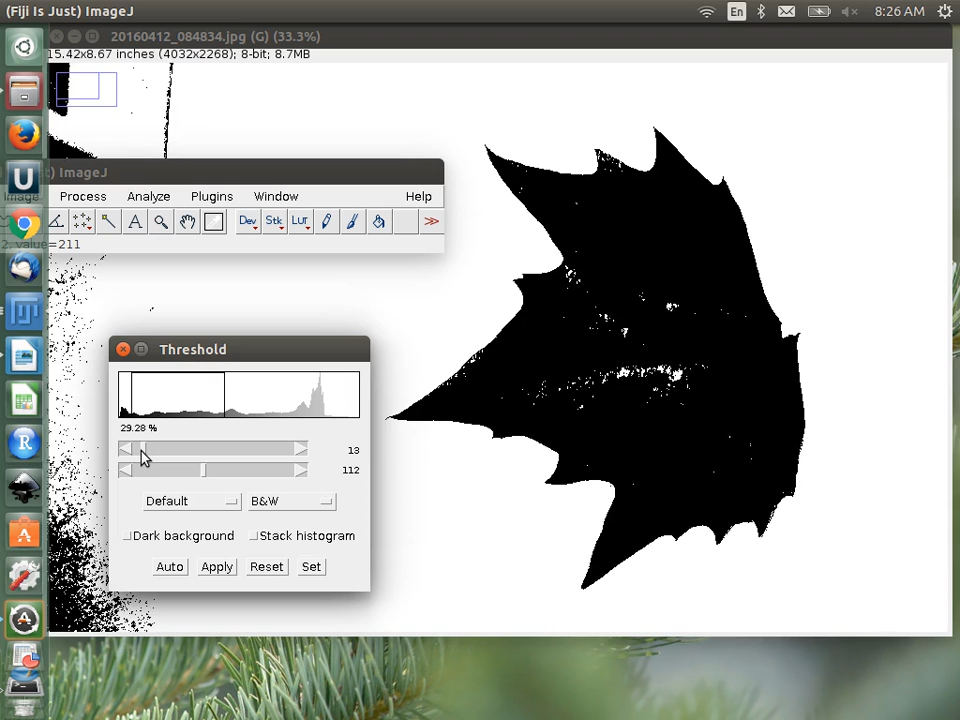 (Fiji Is Just) ImageJ
En
8:26 AM
20160412_084834.jpg (G) (33.3%)
15.42x8.67 inches (4032x2268); 8-bit; 8.7MB
) ImageJ
Image
Process
Analyze
Plugins
Window
Help
A
Dev
Stk
Lut
>>
2, value=211
Threshold
29.28 %
13
112
Default
B&W
Dark background
Stack histogram
Auto
Apply
Reset
Set
U
R
A
A